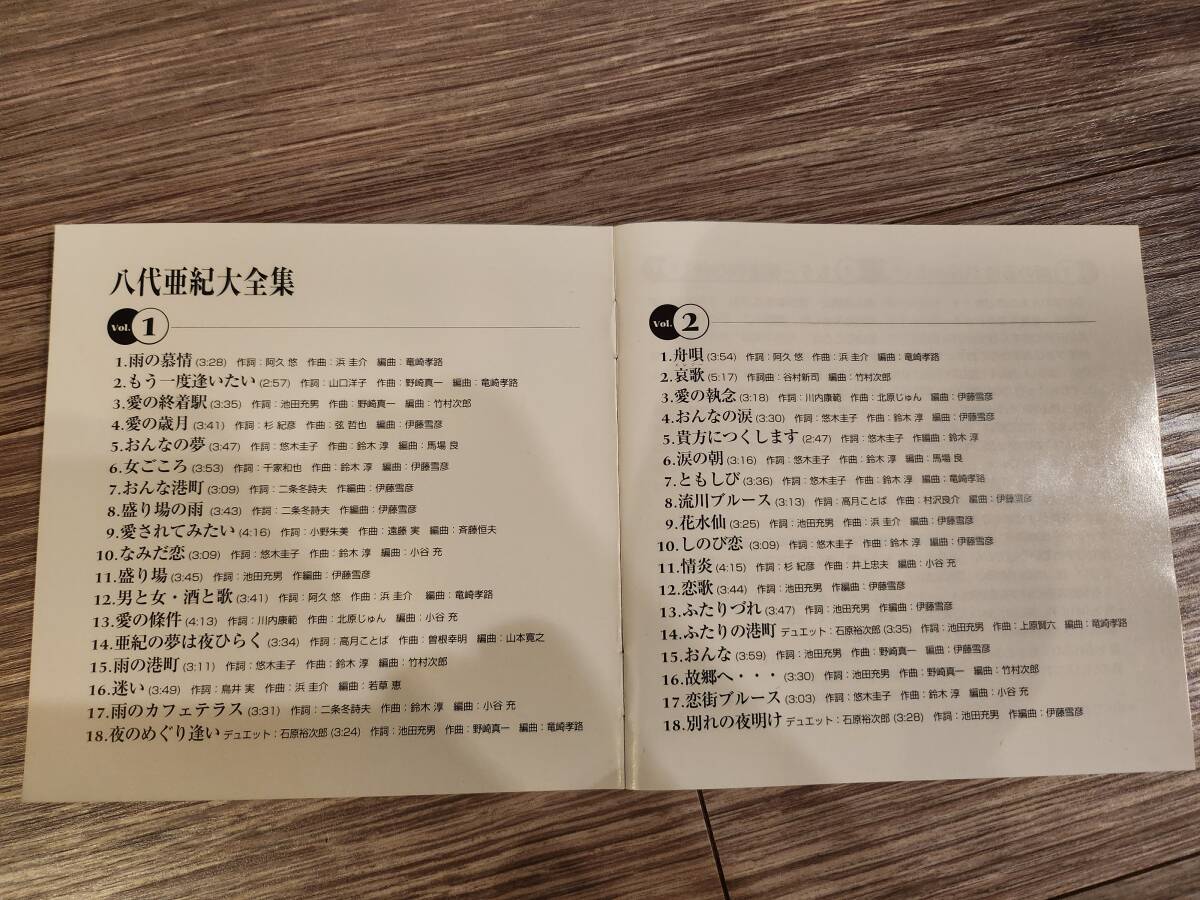 八代亜紀大全集
Vol. 1
1.雨の慕情(3:28) 作詞：阿久 悠 作曲：浜 圭介 編曲：竜崎孝路
2.もう一度逢いたい(2:57) 作詞：山口洋子 作曲：野崎真一 編曲：竜崎孝路
3.愛の終着駅(3:35) 作詞：池田充男 作曲：野崎真一 編曲：竹村次郎
4.愛の歳月(3:41) 作詞：杉 紀彦 作曲：弦 哲也 編曲：伊藤雪彦
5.おんなの夢(3:47) 作詞：悠木圭子 作曲：鈴木 淳 編曲：馬場 良
6.女ごころ(3:53) 作詞：千家和也 作曲：鈴木 淳 編曲：伊藤雪彦
7.おんな港町(3:09) 作詞：二条冬詩夫 作編曲：伊藤雪彦
8.盛り場の雨(3:43) 作詞：二条冬詩夫 作編曲：伊藤雪彦
9.愛されてみたい(4:16) 作詞：小野朱美 作曲：遠藤 実 編曲：斉藤恒夫
10.なみだ恋(3:09) 作詞：悠木圭子 作曲：鈴木 淳 編曲：小谷 充
11.盛り場(3:45) 作詞：池田充男 作編曲：伊藤雪彦
12.男と女・酒と歌(3:41) 作詞：阿久 悠 作曲：浜 圭介 編曲：竜崎孝路
13.愛の條件(4:13) 作詞：川内康範 作曲：北原じゅん 編曲：小谷 充
14.亜紀の夢は夜ひらく(3:34) 作詞：高月ことば 作曲：曽根幸明 編曲：山本寛之
15.雨の港町(3:11) 作詞：悠木圭子 作曲：鈴木 淳 編曲：竹村次郎
16.迷い(3:49) 作詞：鳥井 実 作曲：浜 圭介 編曲：若草 恵
17.雨のカフェテラス(3:31) 作詞：二条冬詩夫 作曲：鈴木 淳 編曲：小谷 充
18.夜のめぐり逢い デュエット：石原裕次郎(3:24) 作詞：池田充男 作曲：野崎真一 編曲：竜崎孝路
Vol. 2
1.舟唄(3:54) 作詞：阿久 悠 作曲：浜 圭介 編曲：竜崎孝路
2.哀歌(5:17) 作詞曲：谷村新司 編曲：竹村次郎
3.愛の執念(3:18) 作詞：川内康範 作曲：北原じゅん 編曲：伊藤雪彦
4.おんなの涙(3:30) 作詞：悠木圭子 作曲：鈴木 淳 編曲：伊藤雪彦
5.貴方につくします(2:47) 作詞：悠木圭子 作編曲：鈴木 淳
6.涙の朝(3:16) 作詞：悠木圭子 作曲：鈴木 淳 編曲：馬場 良
7.ともしび(3:36) 作詞：悠木圭子 作曲：鈴木 淳 編曲：竜崎孝路
8.流川ブルース(3:13) 作詞：高月ことば 作曲：村沢良介 編曲：伊藤雪彦
9.花水仙(3:25) 作詞：池田充男 作曲：浜 圭介 編曲：伊藤雪彦
10.しのび恋(3:09) 作詞：悠木圭子 作曲：鈴木 淳 編曲：伊藤雪彦
11.情炎(4:15) 作詞：杉 紀彦 作曲：井上忠夫 編曲：小谷 充
12.恋歌(3:44) 作詞：池田充男 作編曲：伊藤雪彦
13.ふたりづれ(3:47) 作詞：池田充男 作編曲：伊藤雪彦
14.ふたりの港町 デュエット：石原裕次郎(3:35) 作詞：池田充男 作曲：上原賢六 編曲：竜崎孝路
15.おんな(3:59) 作詞：池田充男 作曲：野崎真一 編曲：伊藤雪彦
16.故郷へ・・・(3:30) 作詞：池田充男 作曲：野崎真一 編曲：竹村次郎
17.恋街ブルース(3:03) 作詞：悠木圭子 作曲：鈴木 淳 編曲：小谷 充
18.別れの夜明け デュエット：石原裕次郎(3:28) 作詞：池田充男 作編曲：伊藤雪彦